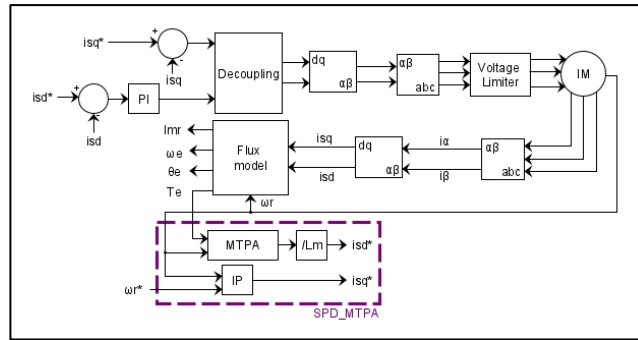 isq*
+
-
isq
isd*
+
-
isd
PI
Decoupling
dq
αβ
αβ
abc
Voltage
Limiter
IM
Imr
ωe
θe
Te
Flux
model
isq
isd
dq
αβ
iα
iβ
αβ
abc
ωr
MTPA
/Lm
isd*
ωr*
IP
isq*
SPD_MTPA